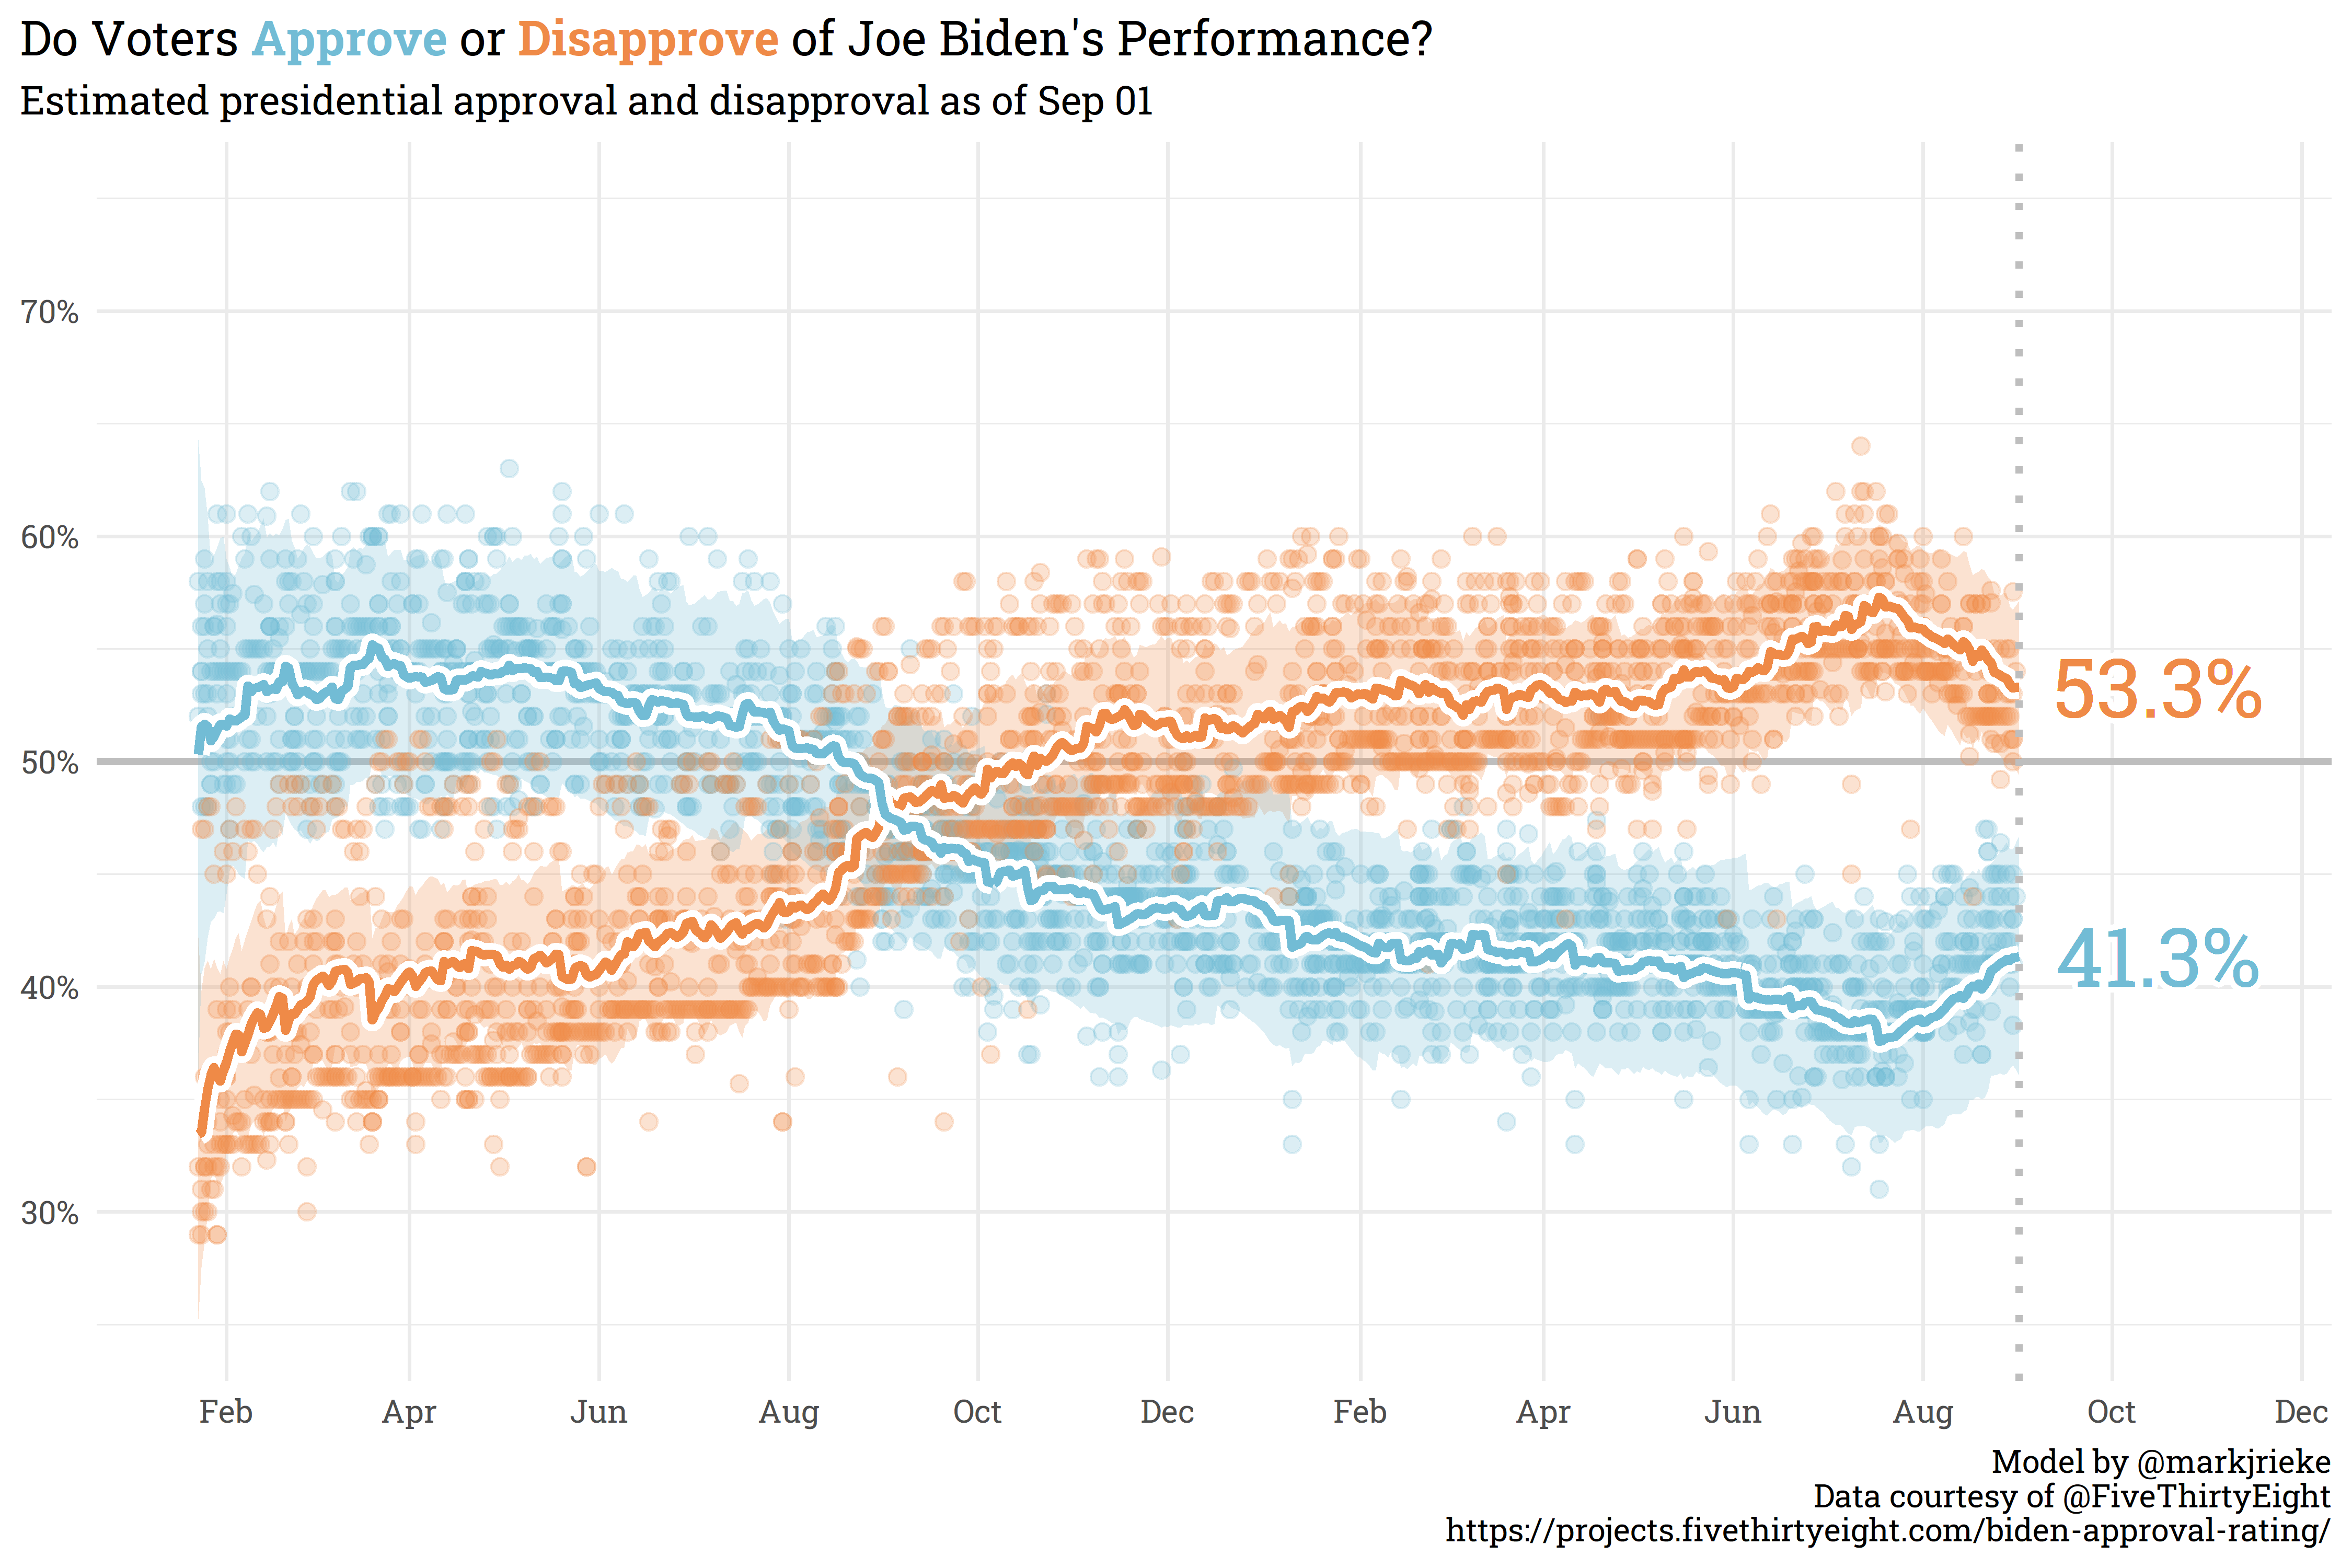 Do Voters Approve or Disapprove of Joe Biden's Performance?
Estimated presidential approval and disapproval as of Sep 01
70%
60%
50%
40%
30%
53.3%
41.3%
Feb Apr Jun Aug Oct Dec Feb Apr Jun Aug Oct Dec
Model by @markjrieke
Data courtesy of @FiveThirtyEight
https://projects.fivethirtyeight.com/biden-approval-rating/